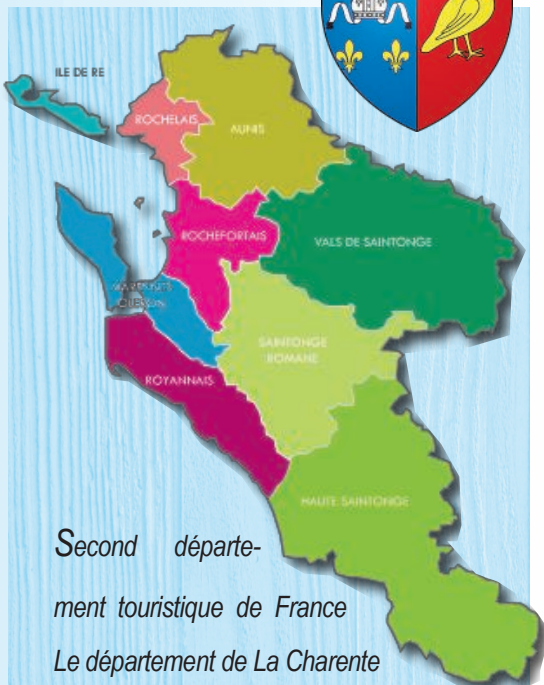 ILE DE RE
ROCHELAIS
AUNIS
ROCHEFORTAIS
VALS DE SAINTONGE
SAINTONGE
ROMANE
ROYANNAIS
HAUTE SAINTONGE
Second départe-
ment touristique de France
Le département de La Charente